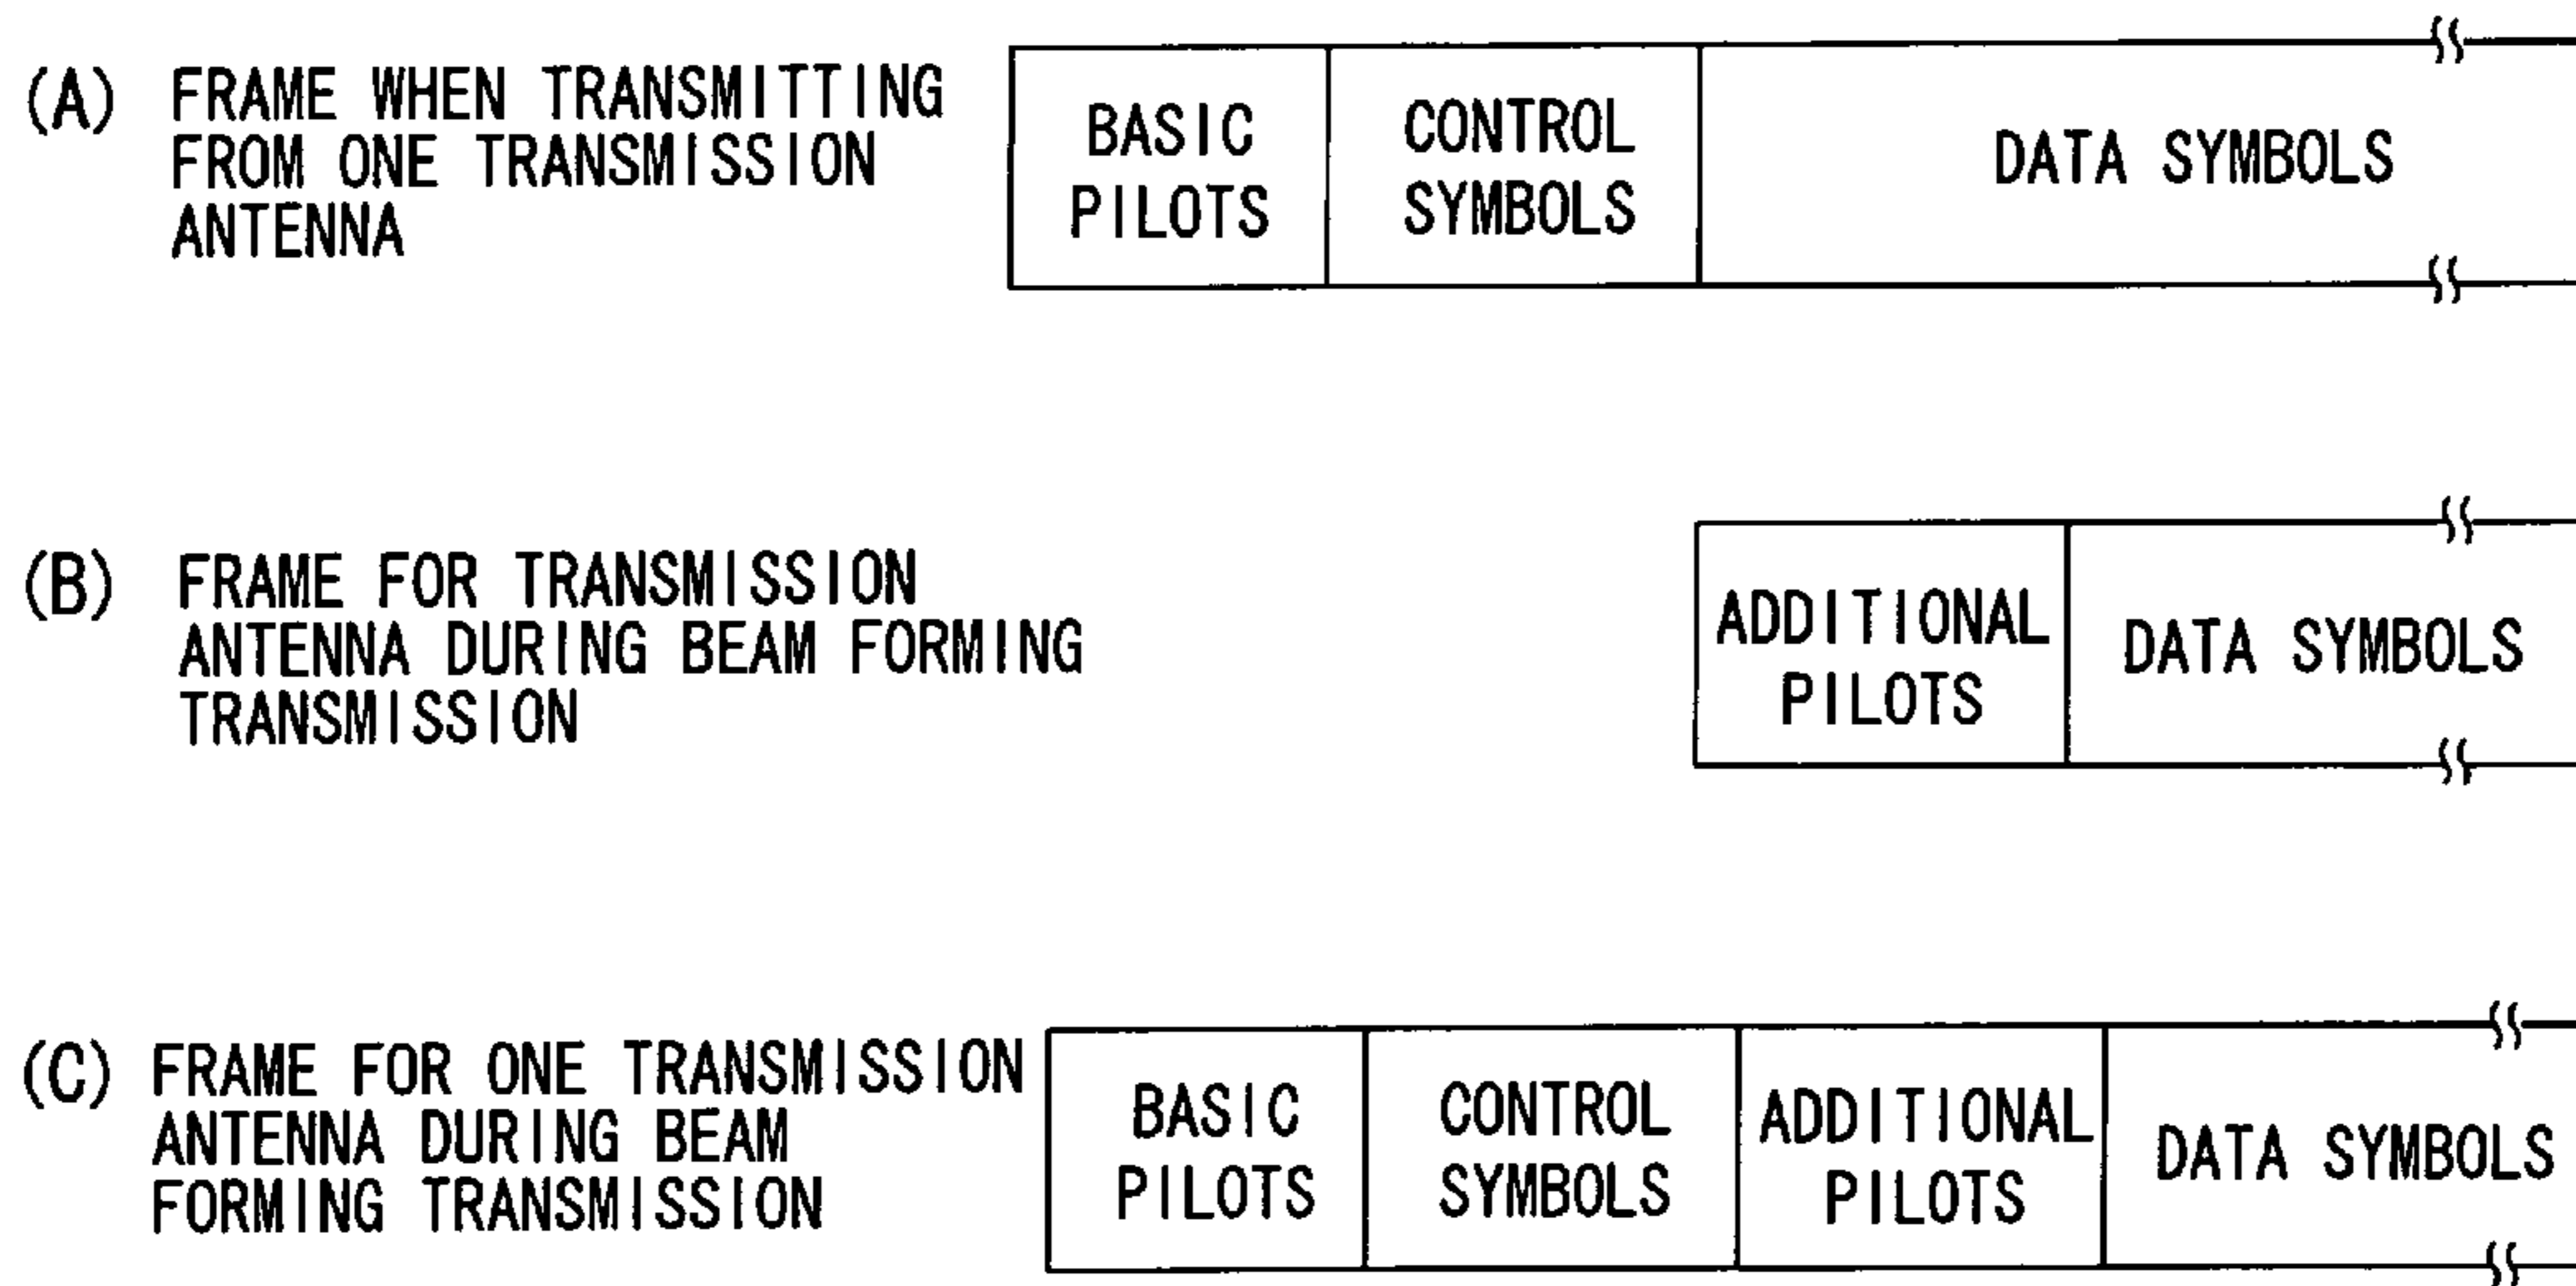 (A) FRAME WHEN TRANSMITTING
FROM ONE TRANSMISSION
ANTENNA
BASIC
PILOTS
CONTROL
SYMBOLS
DATA SYMBOLS
(B) FRAME FOR TRANSMISSION
ANTENNA DURING BEAM FORMING
TRANSMISSION
ADDITIONAL
PILOTS
DATA SYMBOLS
(C) FRAME FOR ONE TRANSMISSION
ANTENNA DURING BEAM
FORMING TRANSMISSION
BASIC
PILOTS
CONTROL
SYMBOLS
ADDITIONAL
PILOTS
DATA SYMBOLS